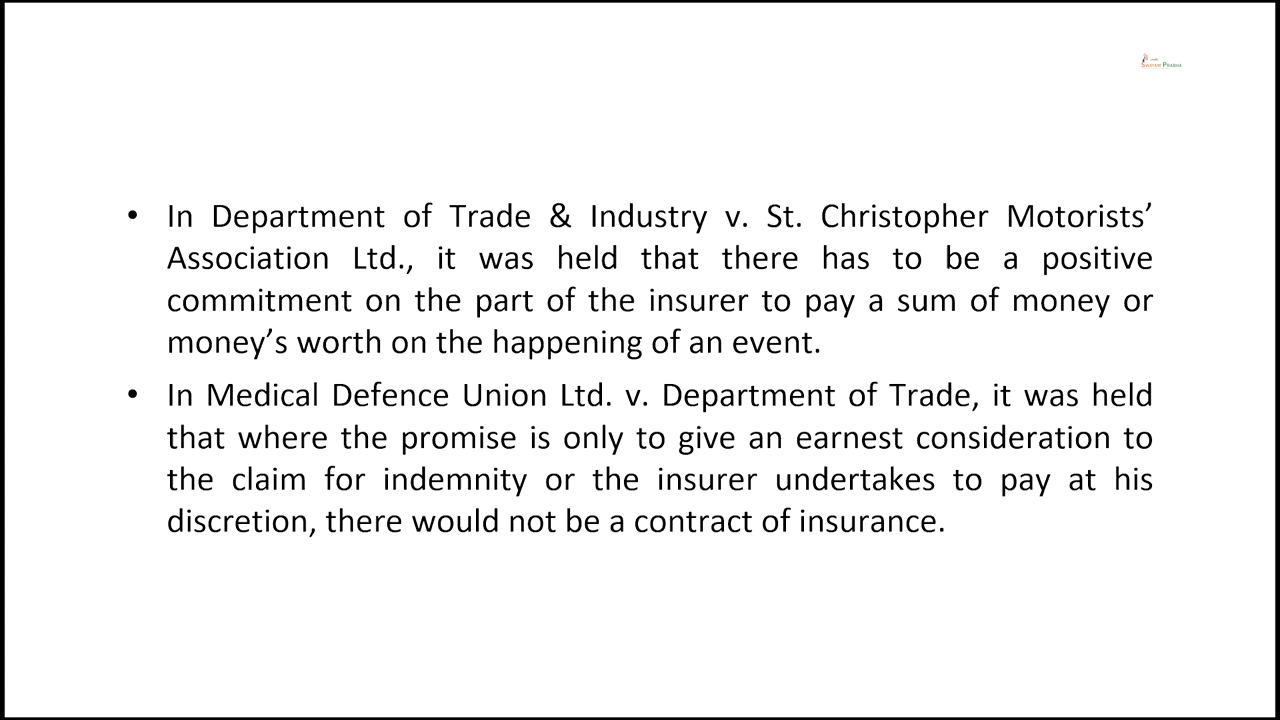 SWAYAM PRABHA
• In Department of Trade & Industry v. St. Christopher Motorists’
Association Ltd., it was held that there has to be a positive
commitment on the part of the insurer to pay a sum of money or
money’s worth on the happening of an event.
• In Medical Defence Union Ltd. v. Department of Trade, it was held
that where the promise is only to give an earnest consideration to
the claim for indemnity or the insurer undertakes to pay at his
discretion, there would not be a contract of insurance.